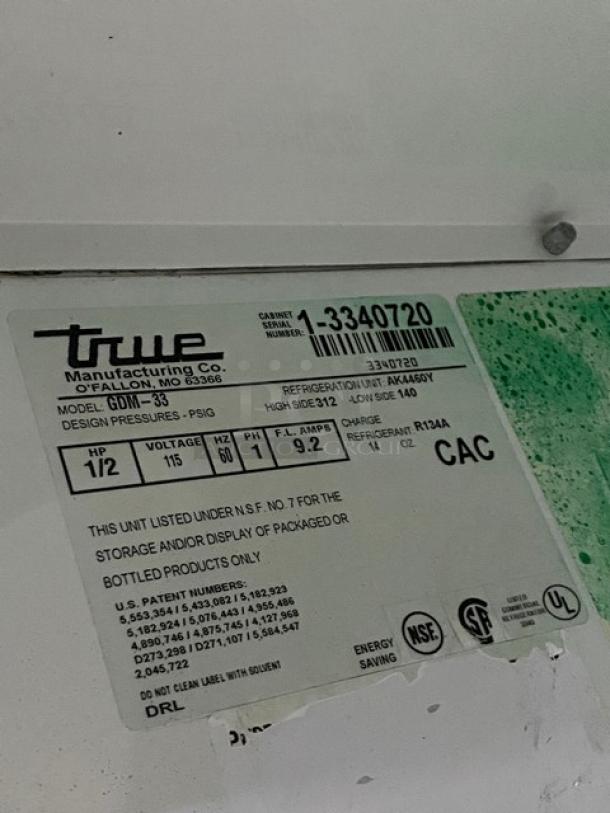 true
Manufacturing Co.
O'FALLON, MO 63366
CABINET SERIAL NUMBER: 1-3340720
3340720
MODEL: GDM-33
REFRIGERATION UNIT: AK4460Y
DESIGN PRESSURES - PSIG HIGH SIDE 312 LOW SIDE 140
HP 1/2
VOLTAGE 115
HZ 60
PH 1
F.L. AMPS 9.2
CHARGE
REFRIGERANT R134A
14 OZ.
CAC
THIS UNIT LISTED UNDER N.S.F. NO. 7 FOR THE
STORAGE AND/OR DISPLAY OF PACKAGED OR
BOTTLED PRODUCTS ONLY
U.S. PATENT NUMBERS:
5,553,354 / 5,433,082 / 5,182,923
5,182,924 / 5,076,443 / 4,955,486
4,890,746 / 4,875,745 / 4,127,968
D273,298 / D271,107 / 5,584,547
2,045,722
DO NOT CLEAN LABEL WITH SOLVENT
DRL
ENERGY
SAVING
NSF
SA
UL